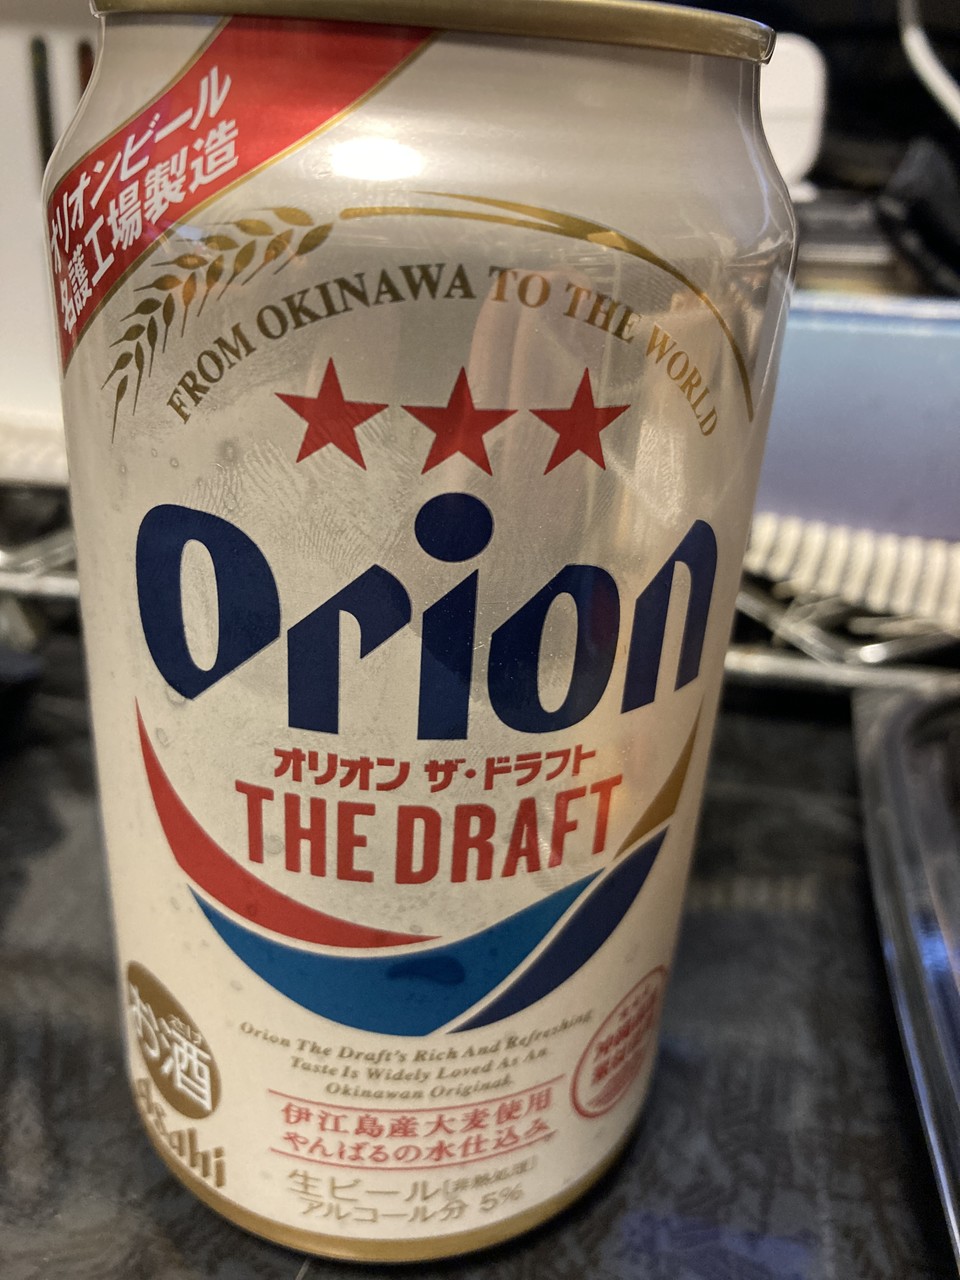 オリオンビール
名護工場製造
FROM OKINAWA TO THE WORLD
Orion
オリオン ザ・ドラフト
THE DRAFT
Orion The Draft's Rich And Refreshing
Taste Is Widely Loved As An
Okinawan Original.
お酒
Asahi
伊江島産大麦使用
やんばるの水仕込み
生ビール[非熱処理]
アルコール分 5%